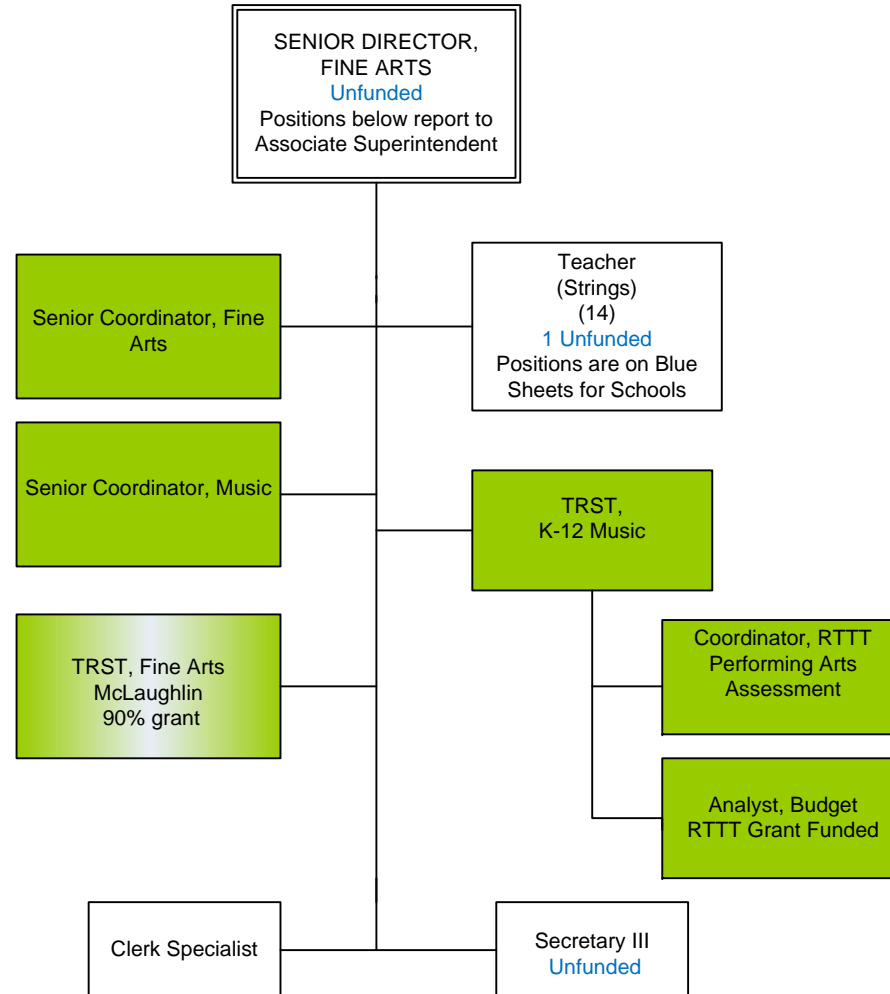 SENIOR DIRECTOR,
FINE ARTS
Unfunded
Positions below report to
Associate Superintendent
Senior Coordinator, Fine
Arts
Teacher
(Strings)
(14)
1 Unfunded
Positions are on Blue
Sheets for Schools
Senior Coordinator, Music
TRST,
K-12 Music
TRST, Fine Arts
McLaughlin
90% grant
Coordinator, RTTT
Performing Arts
Assessment
Analyst, Budget
RTTT Grant Funded
Clerk Specialist
Secretary III
Unfunded